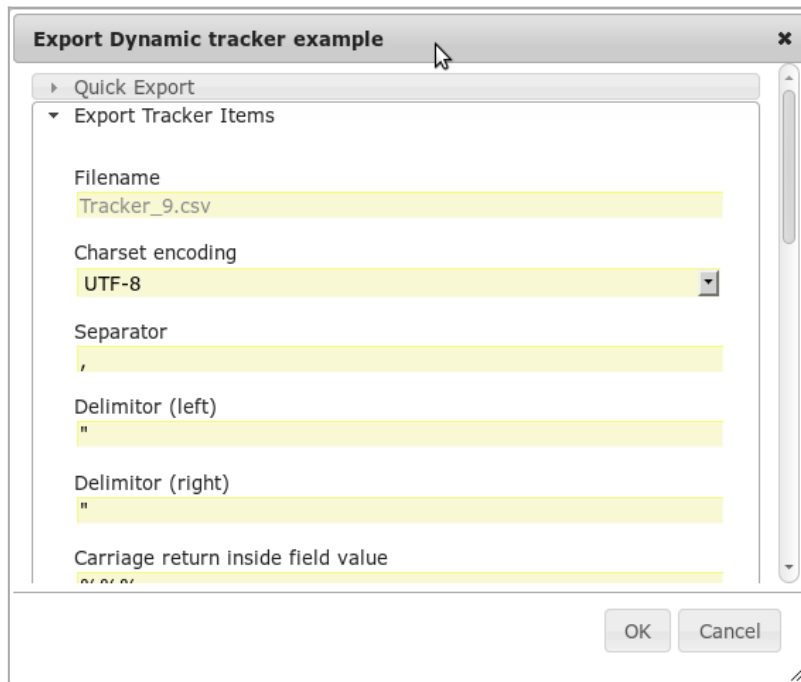 Export Dynamic tracker example
Quick Export
Export Tracker Items
Filename
Tracker_9.csv
Charset encoding
UTF-8
Separator
,
Delimitor (left)
"
Delimitor (right)
"
Carriage return inside field value
%%%
OK Cancel